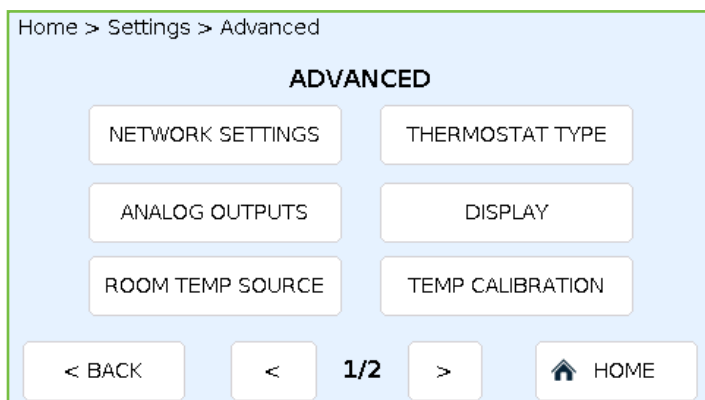 Home > Settings > Advanced
ADVANCED
NETWORK SETTINGS THERMOSTAT TYPE
ANALOG OUTPUTS DISPLAY
ROOM TEMP SOURCE TEMP CALIBRATION
< BACK < 1/2 > HOME